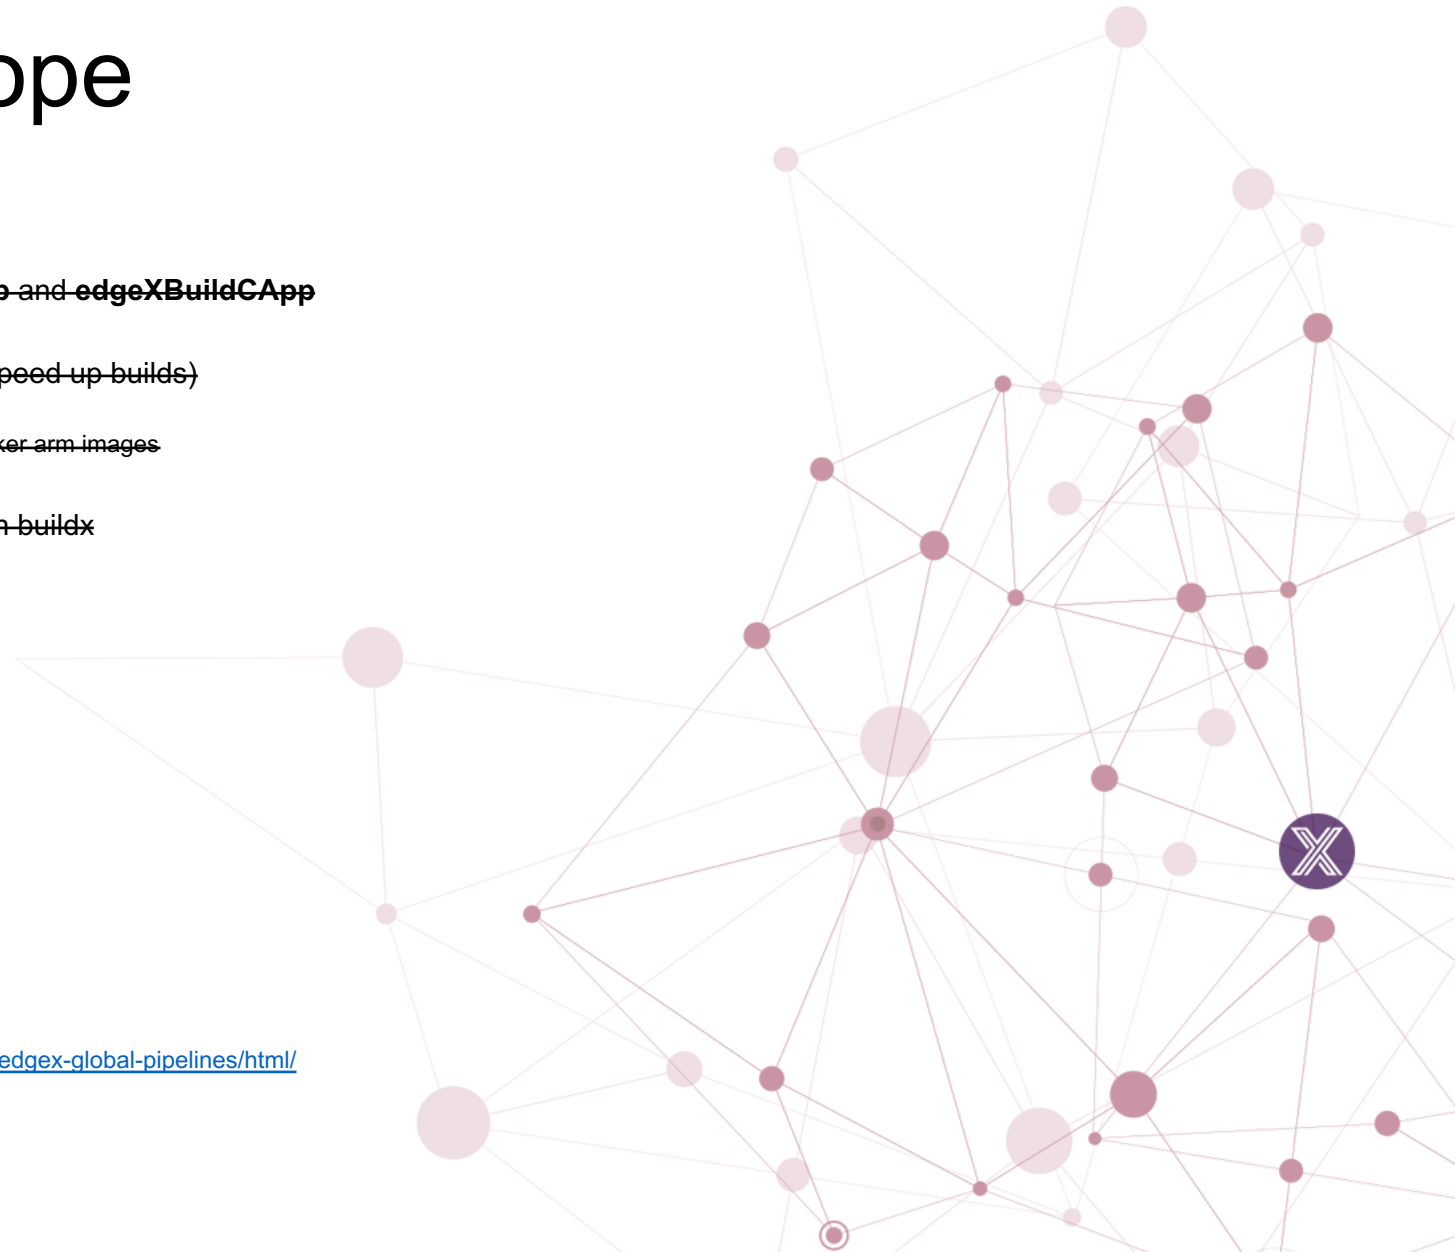 ope
p and edgeXBuildCApp
peed up builds)
ker arm images
n buildx
edgex-global-pipelines/html/